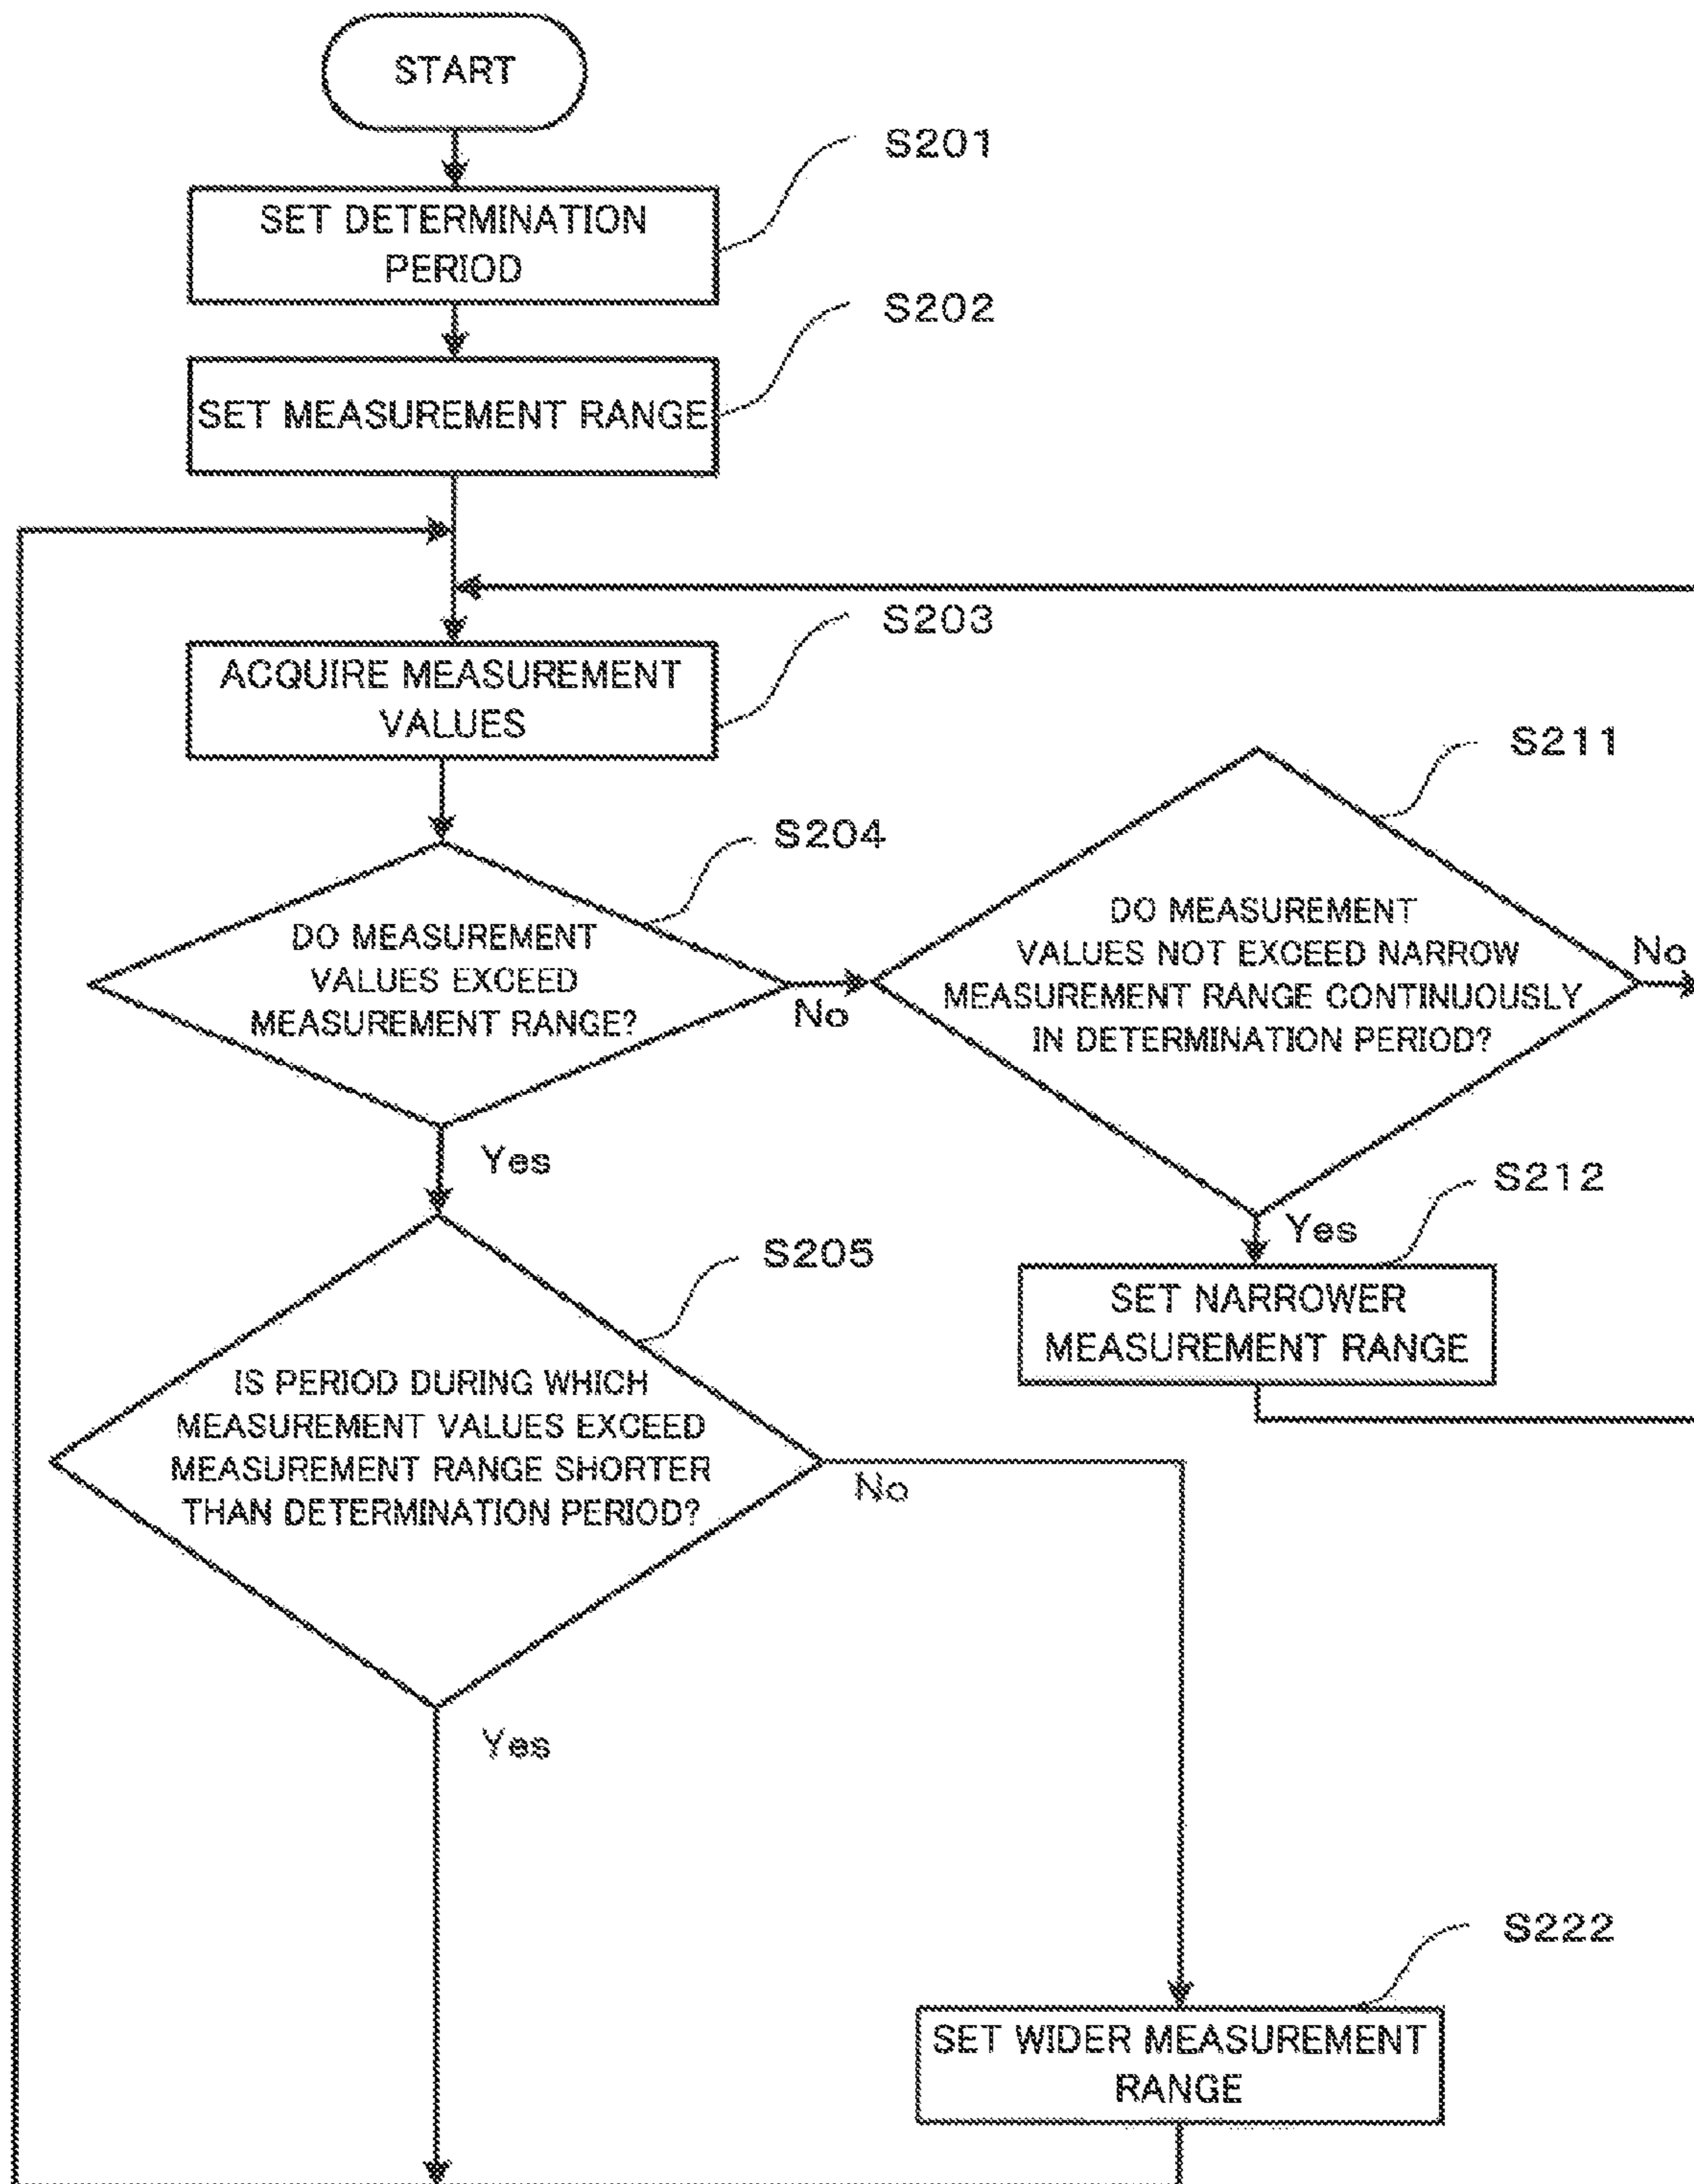 START
S201
SET DETERMINATION
PERIOD
S202
SET MEASUREMENT RANGE
S203
ACQUIRE MEASUREMENT
VALUES
S204
DO MEASUREMENT
VALUES EXCEED
MEASUREMENT RANGE?
No
Yes
S211
DO MEASUREMENT
VALUES NOT EXCEED NARROW
MEASUREMENT RANGE CONTINUOUSLY
IN DETERMINATION PERIOD?
No
Yes
S212
SET NARROWER
MEASUREMENT RANGE
S205
IS PERIOD DURING WHICH
MEASUREMENT VALUES EXCEED
MEASUREMENT RANGE SHORTER
THAN DETERMINATION PERIOD?
No
Yes
S222
SET WIDER MEASUREMENT
RANGE